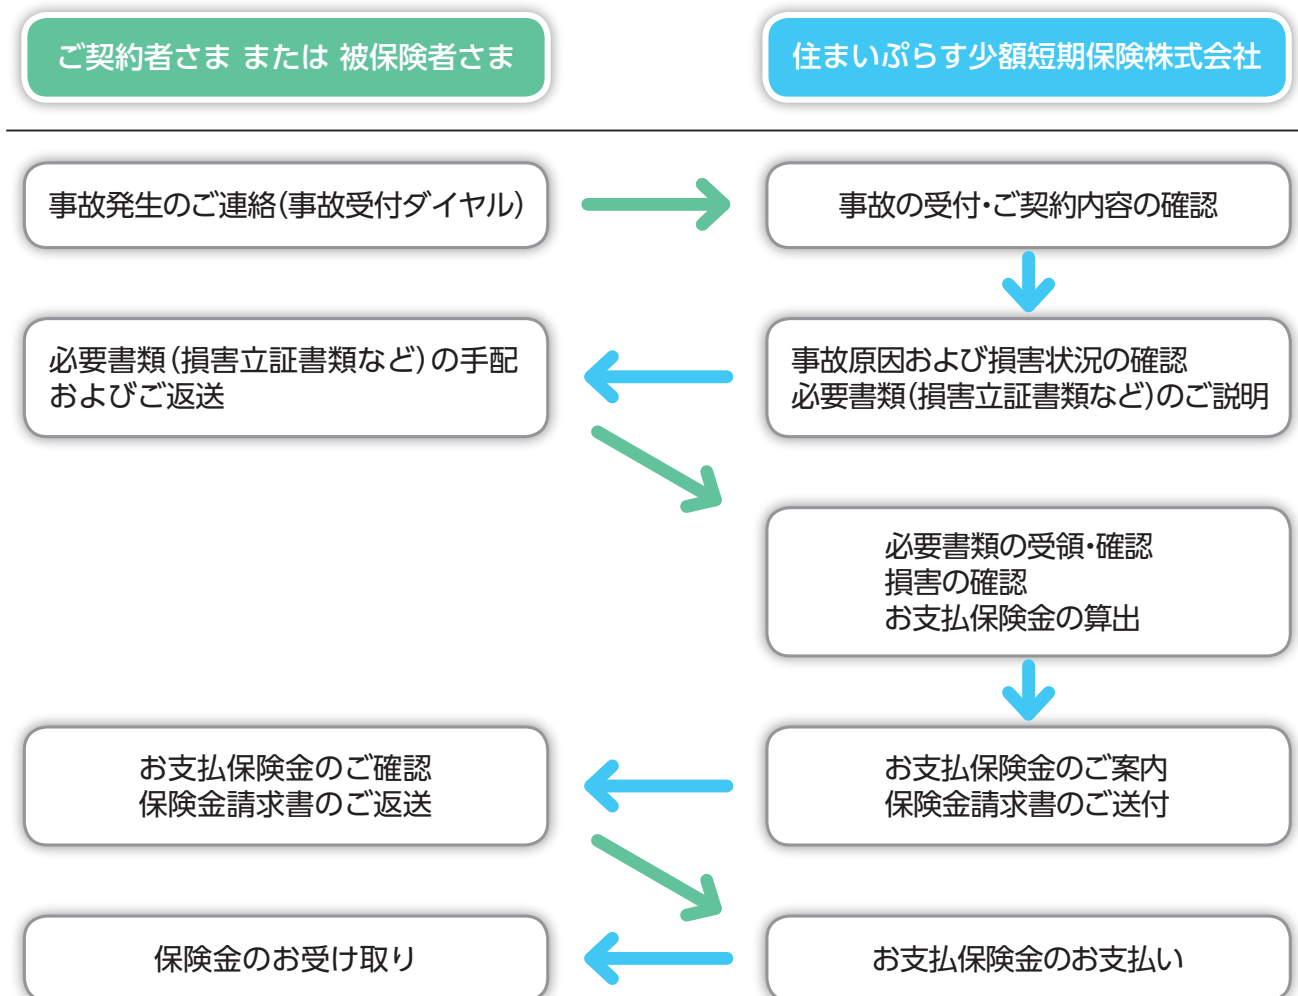 ご契約者さま または 被保険者さま
住まいぷらす少額短期保険株式会社
事故発生のご連絡(事故受付ダイヤル)
事故の受付・ご契約内容の確認
事故原因および損害状況の確認
必要書類(損害立証書類など)のご説明
必要書類(損害立証書類など)の手配
およびご返送
必要書類の受領・確認
損害の確認
お支払保険金の算出
お支払保険金のご案内
保険金請求書のご送付
お支払保険金のご確認
保険金請求書のご返送
お支払保険金のお支払い
保険金のお受け取り